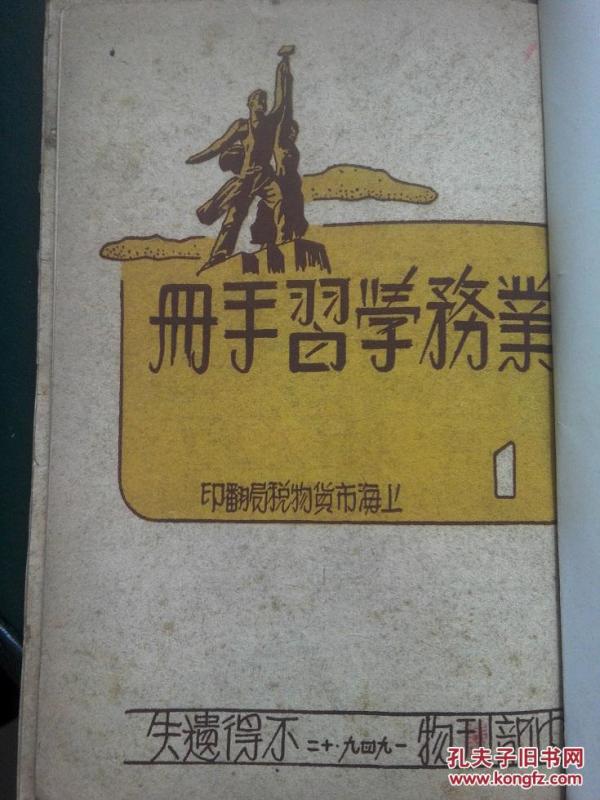 業務學習手冊
1
上海市貨物税局翻印
部刊物 一九四九·十二 不得遺失
孔夫子旧书网
www.kongfz.com